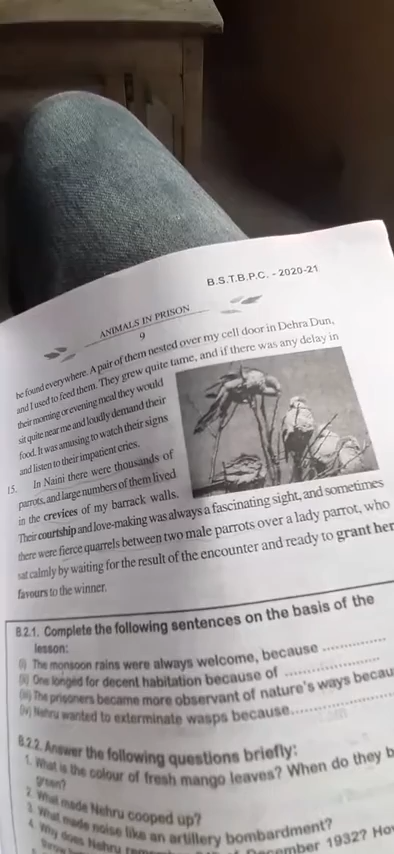 B.S.T.B.P.C. - 2020-21
ANIMALS IN PRISON
9
be found everywhere. A pair of them nested over my cell door in Dehra Dun,
and I used to feed them. They grew quite tame, and if there was any delay in
their morning or evening meal they would
sit quite near me and loudly demand their
food. It was amusing to watch their signs
and listen to their impatient cries.
15. In Naini there were thousands of
parrots, and large numbers of them lived
in the crevices of my barrack walls.
Their courtship and love-making was always a fascinating sight, and sometimes
there were fierce quarrels between two male parrots over a lady parrot, who
sat calmly by waiting for the result of the encounter and ready to grant her
favours to the winner.
B.2.1. Complete the following sentences on the basis of the
lesson:
(i) The monsoon rains were always welcome, because ..............
(ii) One longed for decent habitation because of ....................
(iii) The prisoners became more observant of nature's ways becau
(iv) Nehru wanted to exterminate wasps because......................
B.2.2. Answer the following questions briefly:
1. What is the colour of fresh mango leaves? When do they b
green?
2. What made Nehru cooped up?
3. What made noise like an artillery bombardment?
4. Why does Nehru December 1932? How